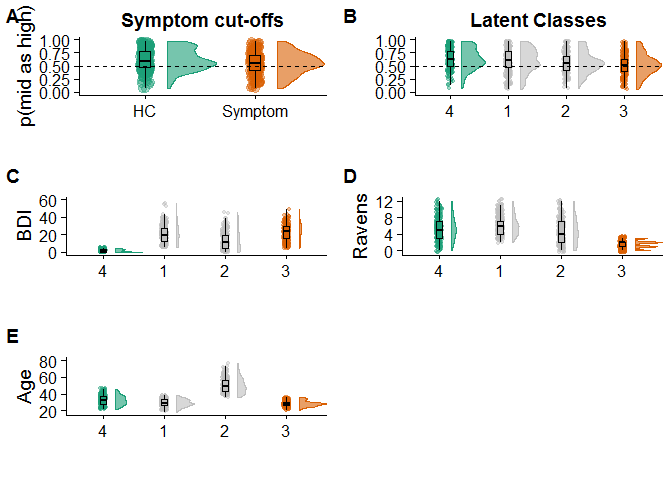 A
Symptom cut-offs
p(mid as high)
1.00
0.75
0.50
0.25
0.00
HC
Symptom
B
Latent Classes
1.00
0.75
0.50
0.25
0.00
4
1
2
3
C
BDI
60
40
20
0
4
1
2
3
D
Ravens
12
8
4
0
4
1
2
3
E
Age
80
60
40
20
4
1
2
3